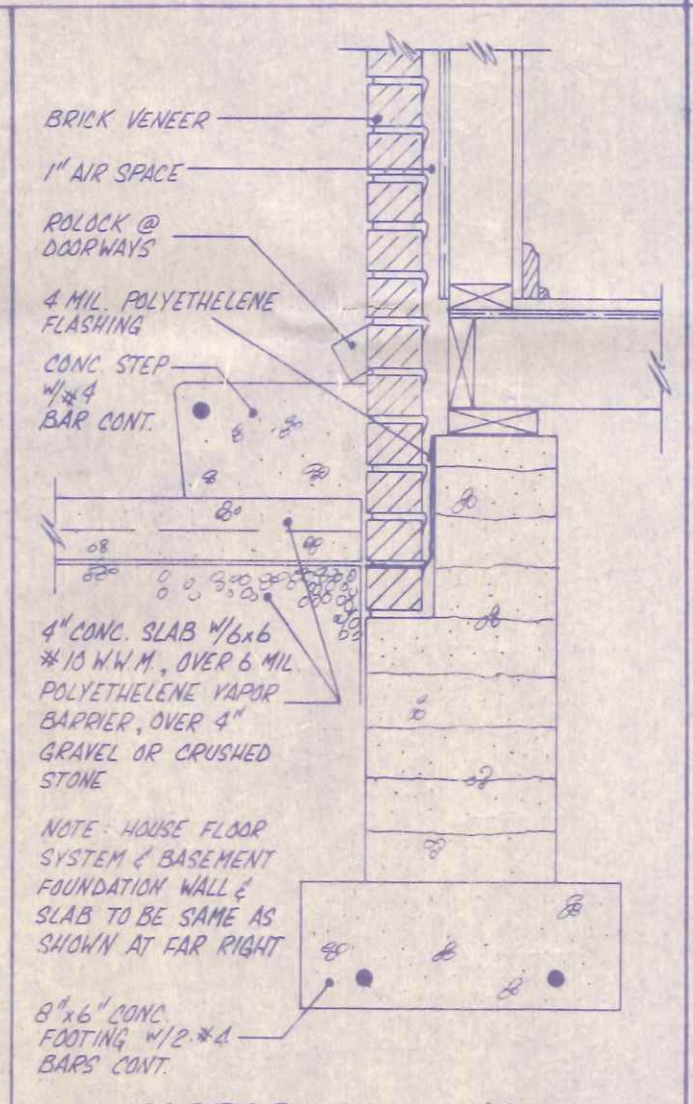 BRICK VENEER
1" AIR SPACE
ROLOCK @
DOORWAYS
4 MIL. POLYETHELENE
FLASHING
CONC. STEP
W/#4
BAR CONT.
4" CONC. SLAB W/6x6
#10 W.W.M., OVER 6 MIL
POLYETHELENE VAPOR
BARRIER, OVER 4"
GRAVEL OR CRUSHED
STONE
NOTE: HOUSE FLOOR
SYSTEM & BASEMENT
FOUNDATION WALL &
SLAB TO BE SAME AS
SHOWN AT FAR RIGHT
8"x6" CONC.
FOOTING W/2-#4
BARS CONT.